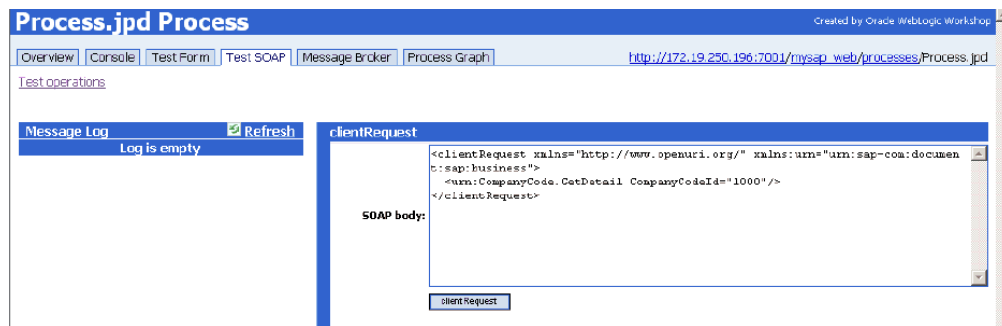 Process.jpd Process
Created by Oracle WebLogic Workshop
Overview Console Test Form Test SOAP Message Broker Process Graph http://172.19.250.196:7001/mysap_web/processes/Process.jpd
Test operations
Message Log Refresh
Log is empty
clientRequest
SOAP body:
<clientRequest xmlns="http://www.openuri.org/" xmlns:urn="urn:sap-com:documen
t:sap:business">
<urn:CompanyCode.GetDetail CompanyCodeId="1000"/>
</clientRequest>
clientRequest